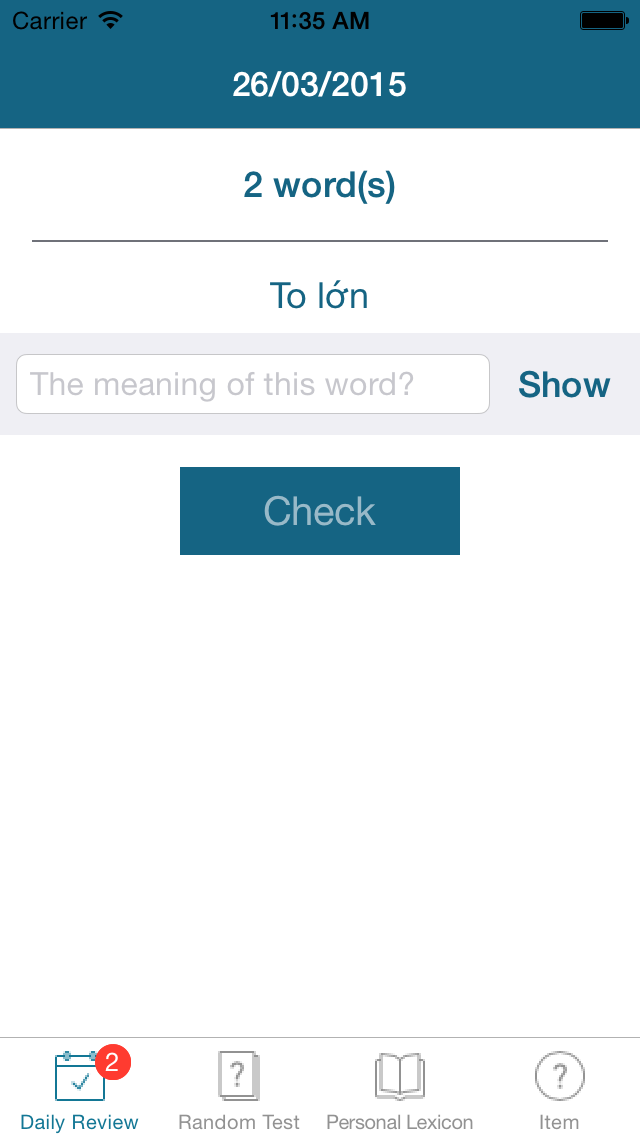 Carrier 11:35 AM
26/03/2015
2 word(s)
To lớn
The meaning of this word? Show
Check
2
? ?
Daily Review Random Test Personal Lexicon Item